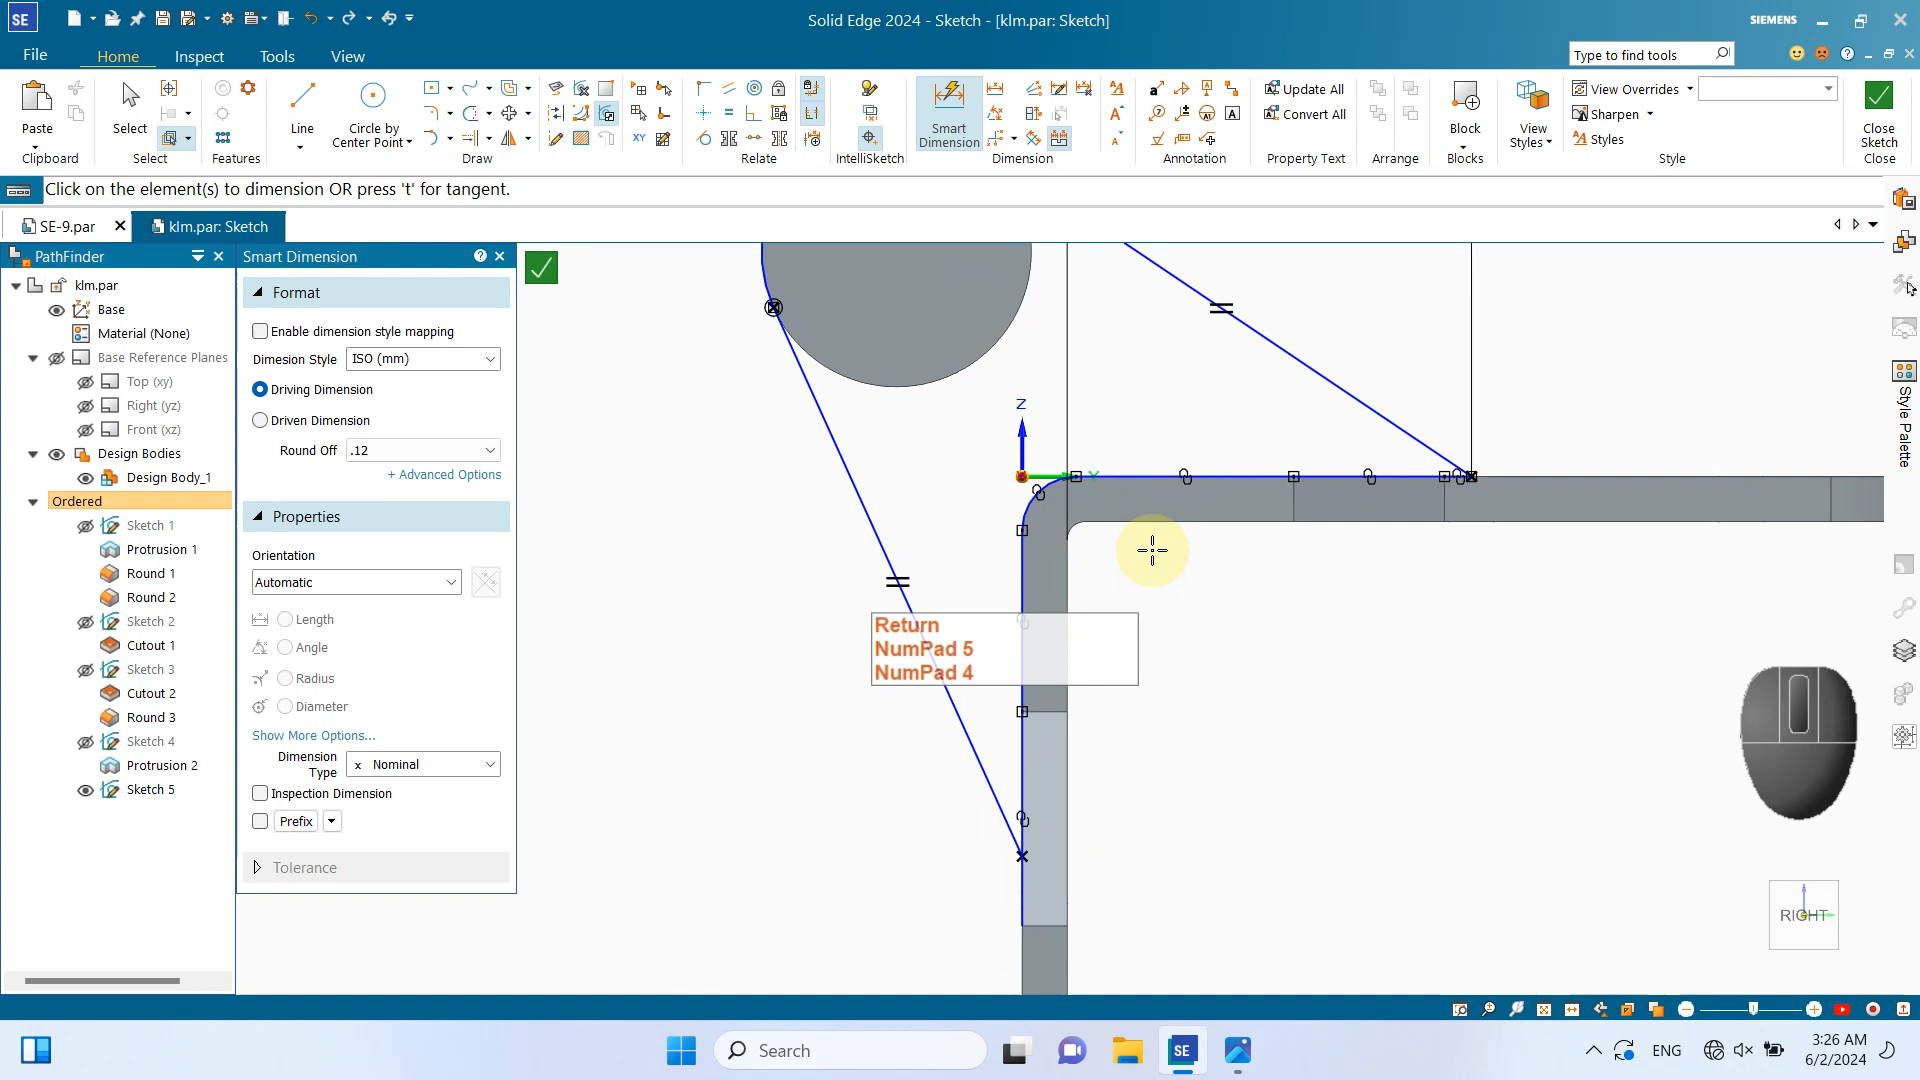 SE
Solid Edge 2024 - Sketch - [klm.par: Sketch]
SIEMENS
File
Home
Inspect
Tools
View
Type to find tools
Paste
Clipboard
Select
Select
Features
Line
Circle by
Center Point
Draw
Relate
IntelliSketch
Smart
Dimension
Dimension
Annotation
Update All
Convert All
Property Text
Arrange
Block
Blocks
View
Styles
View Overrides
Sharpen
Styles
Style
Close
Sketch
Close
Click on the element(s) to dimension OR press 't' for tangent.
SE-9.par
klm.par: Sketch
PathFinder
klm.par
Base
Material (None)
Base Reference Planes
Top (xy)
Right (yz)
Front (xz)
Design Bodies
Design Body_1
Ordered
Sketch 1
Protrusion 1
Round 1
Round 2
Sketch 2
Cutout 1
Sketch 3
Cutout 2
Round 3
Sketch 4
Protrusion 2
Sketch 5
Smart Dimension
Format
Enable dimension style mapping
Dimesion Style
ISO (mm)
Driving Dimension
Driven Dimension
Round Off
.12
+ Advanced Options
Properties
Orientation
Automatic
Length
Angle
Radius
Diameter
Show More Options...
Dimension
Type
x Nominal
Inspection Dimension
Prefix
Tolerance
Z
Y
Return
NumPad 5
NumPad 4
Style Palette
RIGHT
Search
SE
ENG
3:26 AM
6/2/2024